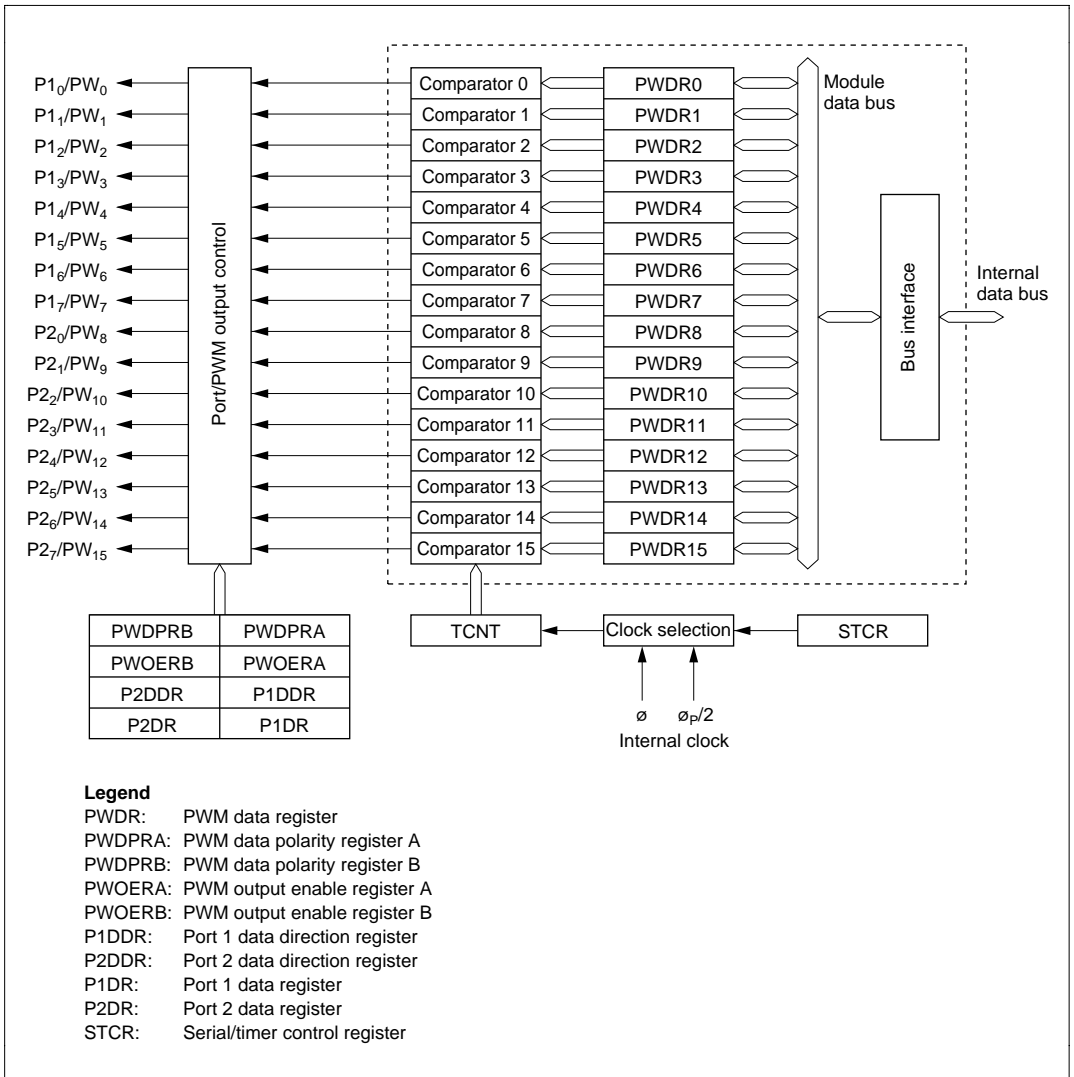 P1₀/PW₀ Comparator 0 PWDR0 Module
P1₁/PW₁ Comparator 1 PWDR1 data bus
P1₂/PW₂ Comparator 2 PWDR2
P1₃/PW₃ Comparator 3 PWDR3
P1₄/PW₄ Comparator 4 PWDR4
P1₅/PW₅ Comparator 5 PWDR5
P1₆/PW₆ Comparator 6 PWDR6 Internal
P1₇/PW₇ Comparator 7 PWDR7 data bus
P2₀/PW₈ Comparator 8 PWDR8
P2₁/PW₉ Comparator 9 PWDR9
P2₂/PW₁₀ Comparator 10 PWDR10
P2₃/PW₁₁ Comparator 11 PWDR11
P2₄/PW₁₂ Comparator 12 PWDR12
P2₅/PW₁₃ Comparator 13 PWDR13
P2₆/PW₁₄ Comparator 14 PWDR14
P2₇/PW₁₅ Comparator 15 PWDR15
Port/PWM output control
Bus interface
PWDPRB PWDPRA TCNT Clock selection STCR
PWOERB PWOERA
P2DDR P1DDR
P2DR P1DR
ø øP/2
Internal clock
Legend
PWDR: PWM data register
PWDPRA: PWM data polarity register A
PWDPRB: PWM data polarity register B
PWOERA: PWM output enable register A
PWOERB: PWM output enable register B
P1DDR: Port 1 data direction register
P2DDR: Port 2 data direction register
P1DR: Port 1 data register
P2DR: Port 2 data register
STCR: Serial/timer control register